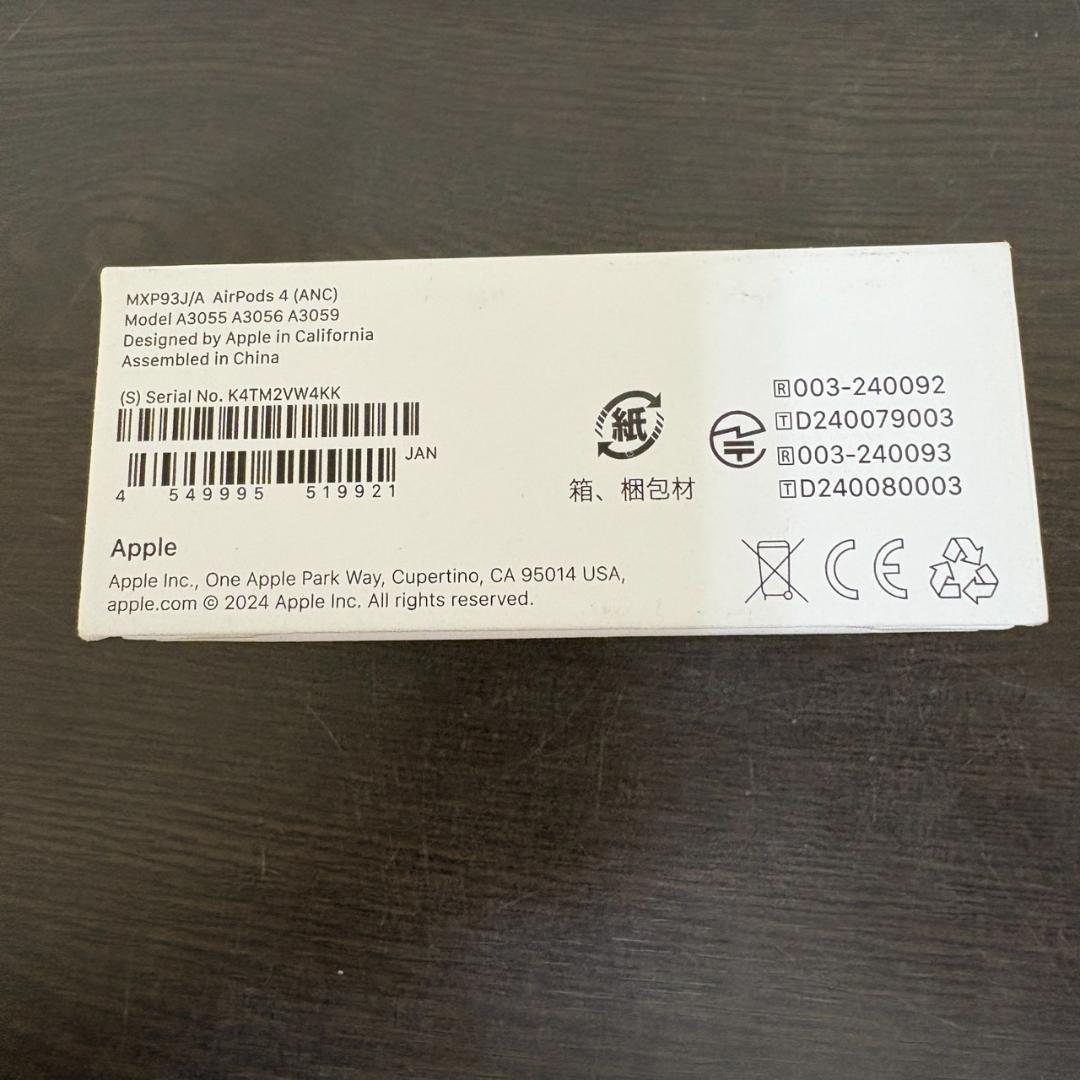 MXP93J/A AirPods 4 (ANC)
Model A3055 A3056 A3059
Designed by Apple in California
Assembled in China
(S) Serial No. K4TM2VW4KK
JAN
4 549995 519921
紙
箱、梱包材
R003-240092
TD240079003
R003-240093
TD240080003
Apple
Apple Inc., One Apple Park Way, Cupertino, CA 95014 USA,
apple.com © 2024 Apple Inc. All rights reserved.
CE